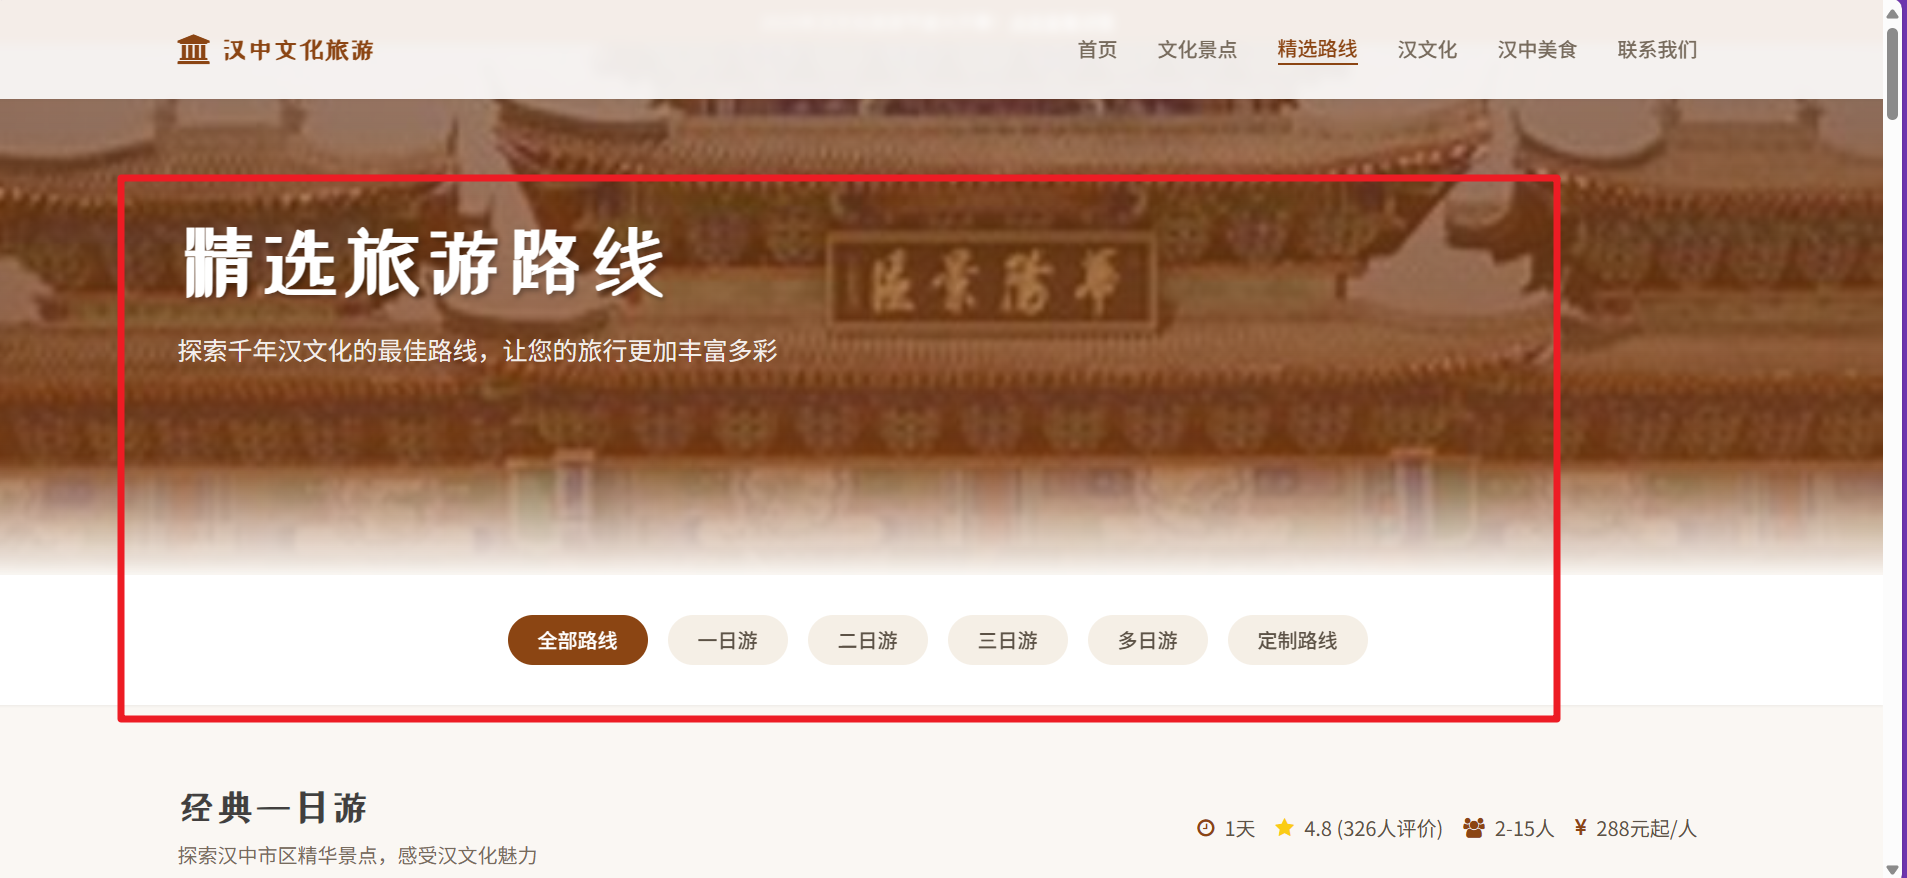 汉中文化旅游
首页 文化景点 精选路线 汉文化 汉中美食 联系我们
區景陽華
精选旅游路线
探索千年汉文化的最佳路线，让您的旅行更加丰富多彩
全部路线 一日游 二日游 三日游 多日游 定制路线
经典一日游
1天 4.8 (326人评价) 2-15人 ¥ 288元起/人
探索汉中市区精华景点，感受汉文化魅力